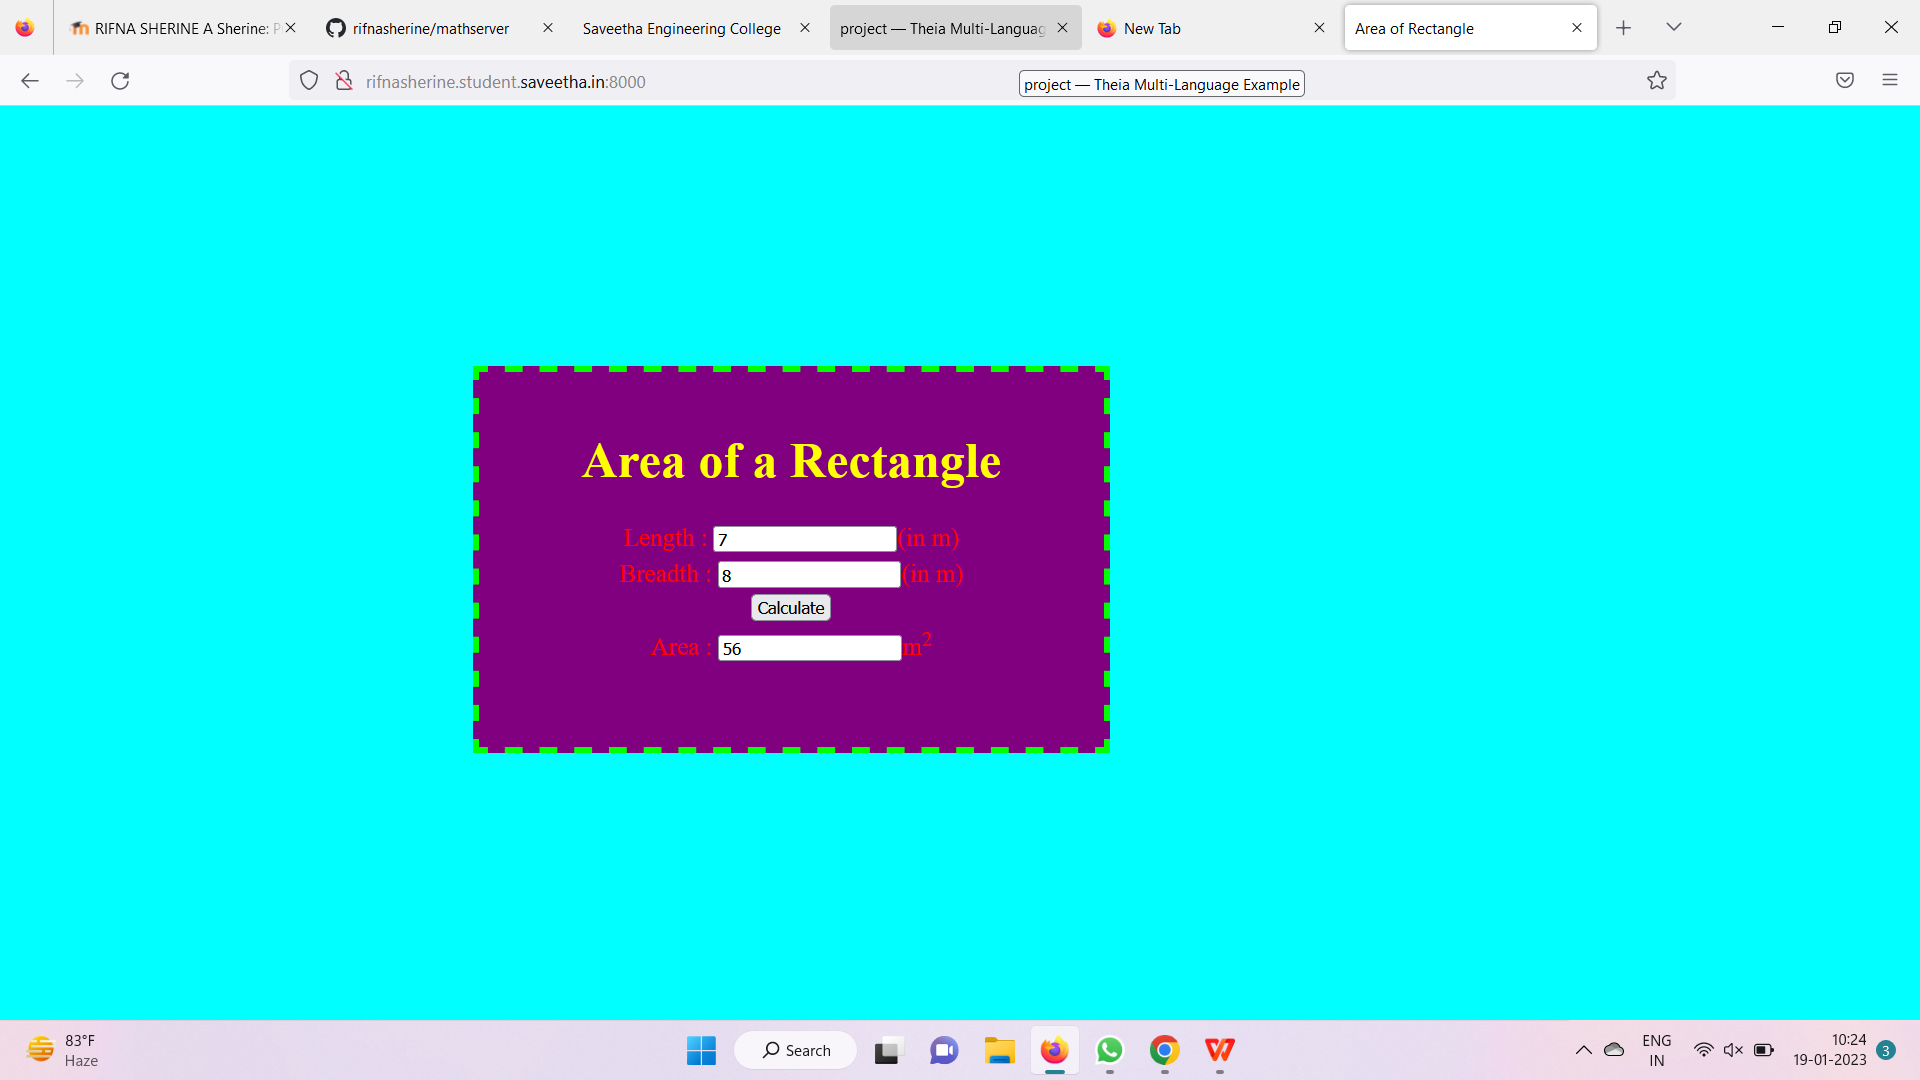 RIFNA SHERINE A Sherine: P
rifnasherine/mathserver
Saveetha Engineering College
project — Theia Multi-Languag
New Tab
Area of Rectangle
rifnasherine.student.saveetha.in:8000
project — Theia Multi-Language Example
Area of a Rectangle
Length : 7 (in m)
Breadth : 8 (in m)
Calculate
Area : 56 m²
83°F
Haze
Search
ENG
IN
10:24
19-01-2023
3